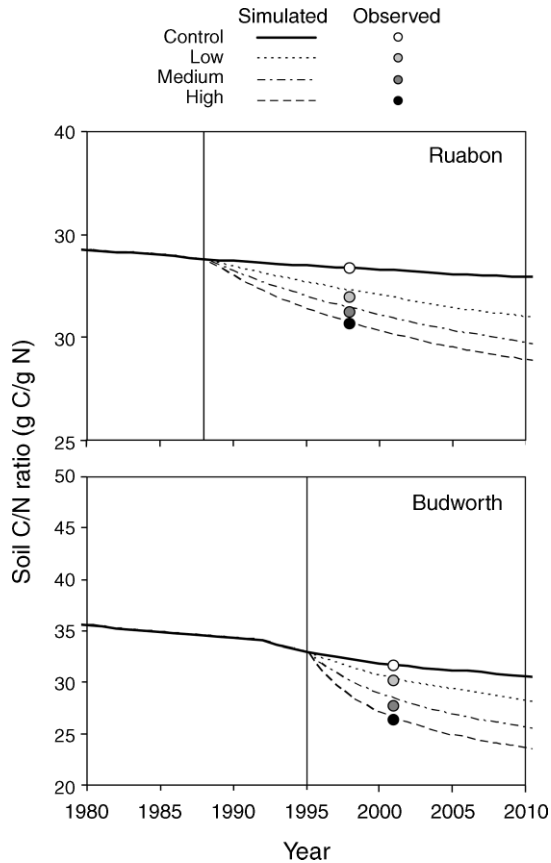 Simulated Observed
Control
Low
Medium
High
40
Ruabon
30
30
25
50
Budworth
45
40
35
30
25
20
1980 1985 1990 1995 2000 2005 2010
Year
Soil C/N ratio (g C/g N)